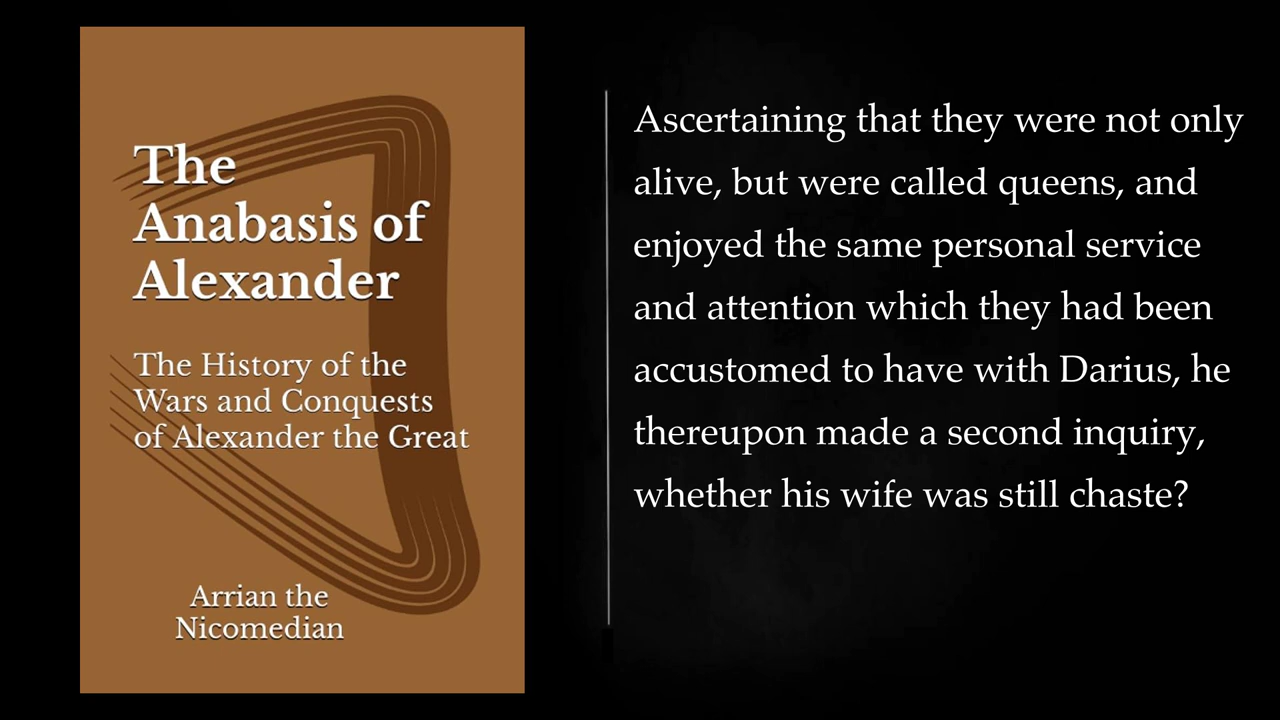 The
Anabasis of
Alexander
The History of the
Wars and Conquests
of Alexander the Great
Arrian the
Nicomedian
Ascertaining that they were not only
alive, but were called queens, and
enjoyed the same personal service
and attention which they had been
accustomed to have with Darius, he
thereupon made a second inquiry,
whether his wife was still chaste?